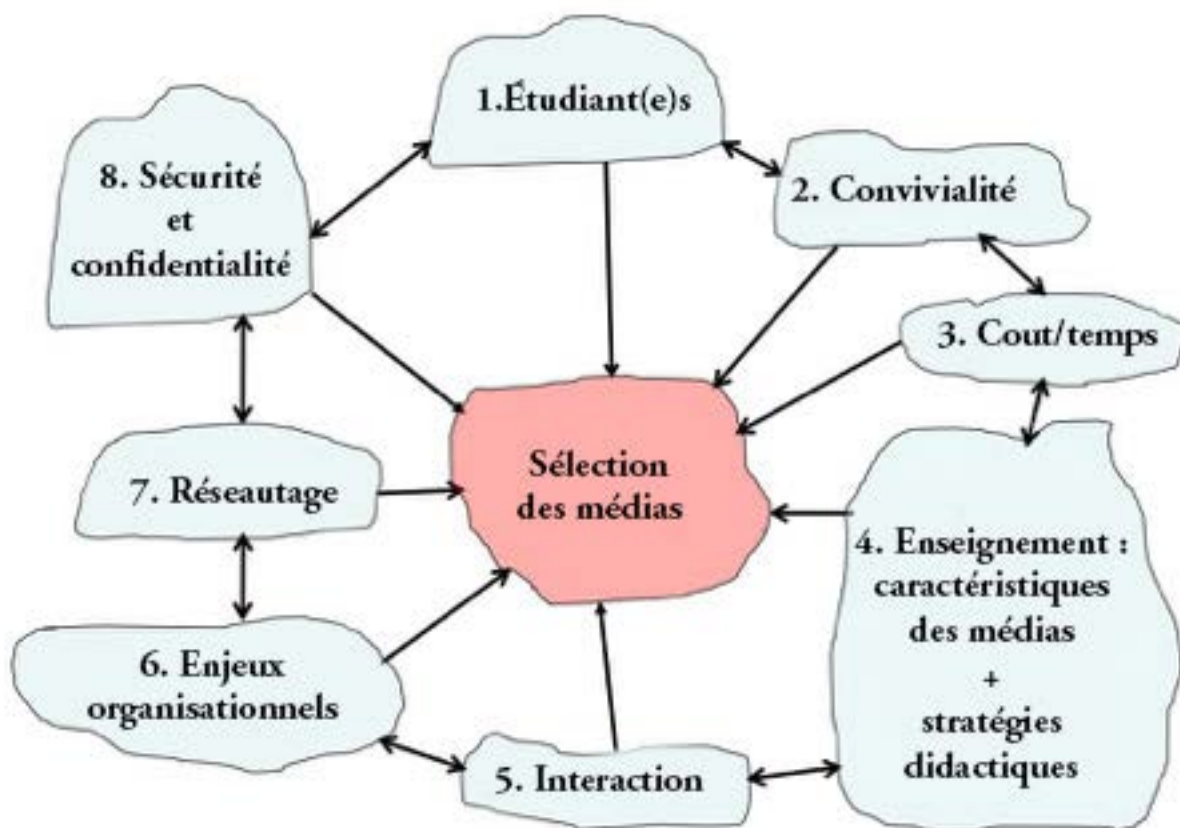 1.Étudiant(e)s
2. Convivialité
3. Cout/temps
4. Enseignement :
caractéristiques
des médias
+
stratégies
didactiques
5. Interaction
6. Enjeux
organisationnels
7. Réseautage
8. Sécurité
et
confidentialité
Sélection
des médias